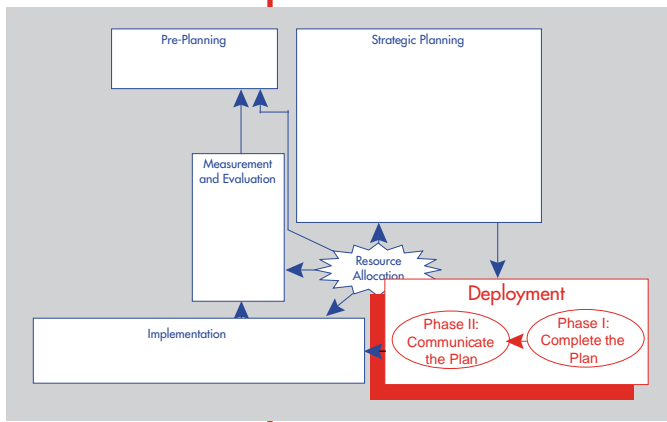 Pre-Planning
Strategic Planning
Measurement
and Evaluation
Resource
Allocation
Deployment
Phase II:
Communicate
the Plan
Phase I:
Complete the
Plan
Implementation